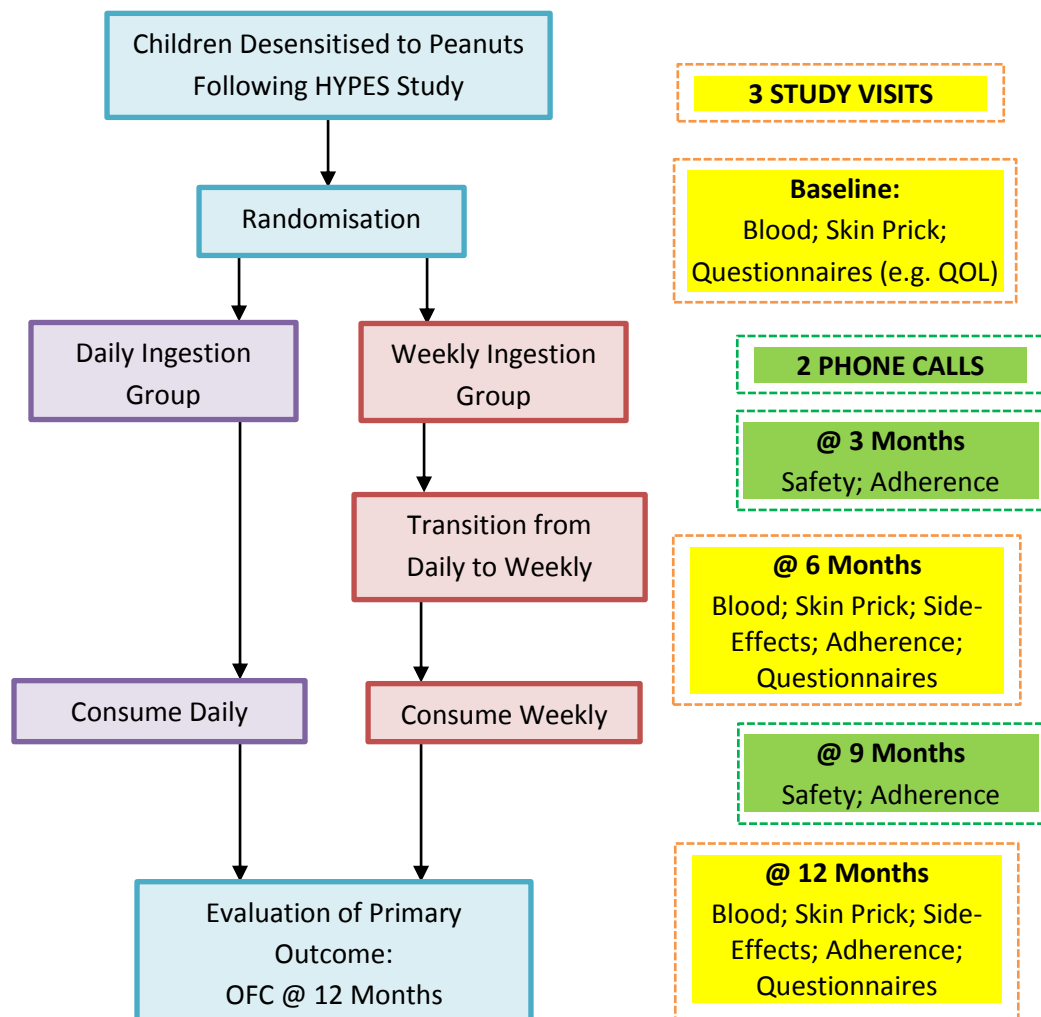 Children Desensitised to Peanuts
Following HYPES Study
Randomisation
Daily Ingestion
Group
Weekly Ingestion
Group
Transition from
Daily to Weekly
Consume Daily
Consume Weekly
Evaluation of Primary
Outcome:
OFC @ 12 Months
3 STUDY VISITS
Baseline:
Blood; Skin Prick;
Questionnaires (e.g. QOL)
2 PHONE CALLS
@ 3 Months
Safety; Adherence
@ 6 Months
Blood; Skin Prick; Side-
Effects; Adherence;
Questionnaires
@ 9 Months
Safety; Adherence
@ 12 Months
Blood; Skin Prick; Side-
Effects; Adherence;
Questionnaires